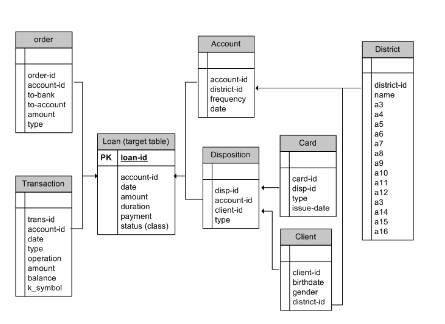 order
order-id
account-id
to-bank
to-account
amount
type
Transaction
trans-id
account-id
date
type
operation
amount
balance
k_symbol
Loan (target table)
PK loan-id
account-id
date
amount
duration
payment
status (class)
Account
account-id
district-id
frequency
date
Disposition
disp-id
account-id
client-id
type
Card
card-id
disp-id
type
issue-date
Client
client-id
birthdate
gender
district-id
District
district-id
name
a3
a4
a5
a6
a7
a8
a9
a10
a11
a12
a3
a14
a15
a16